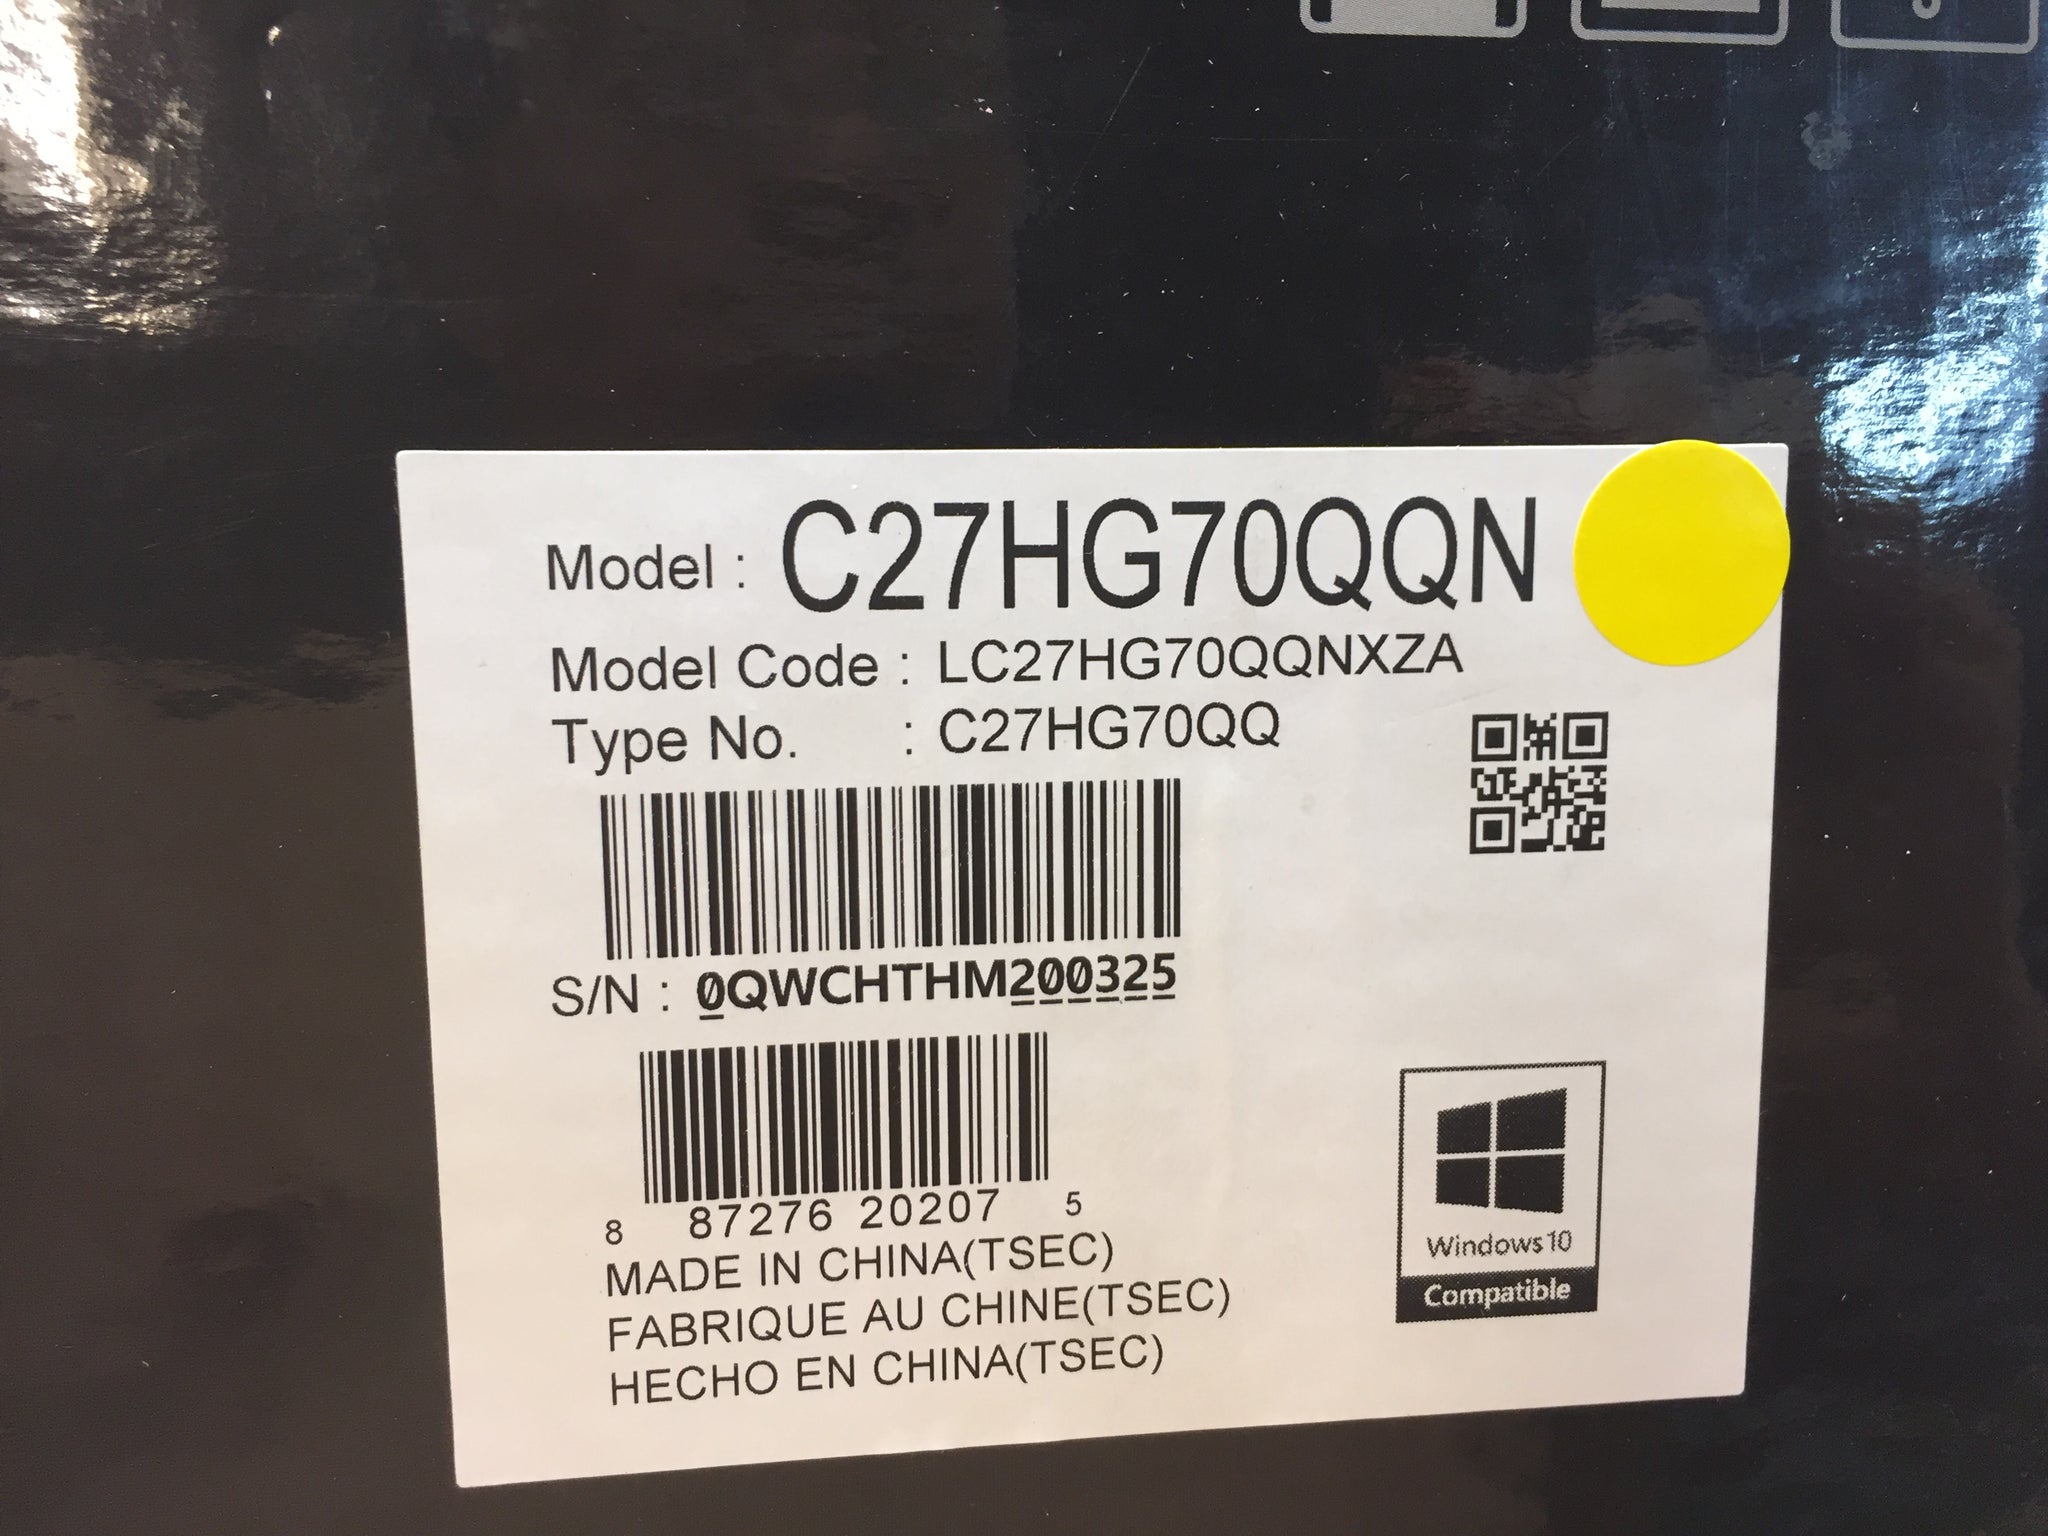 Model : C27HG70QQN
Model Code : LC27HG70QQNXZA
Type No. : C27HG70QQ
S/N : 0QWCHTHM200325
8 87276 20207 5
MADE IN CHINA(TSEC)
FABRIQUE AU CHINE(TSEC)
HECHO EN CHINA(TSEC)
Windows 10
Compatible